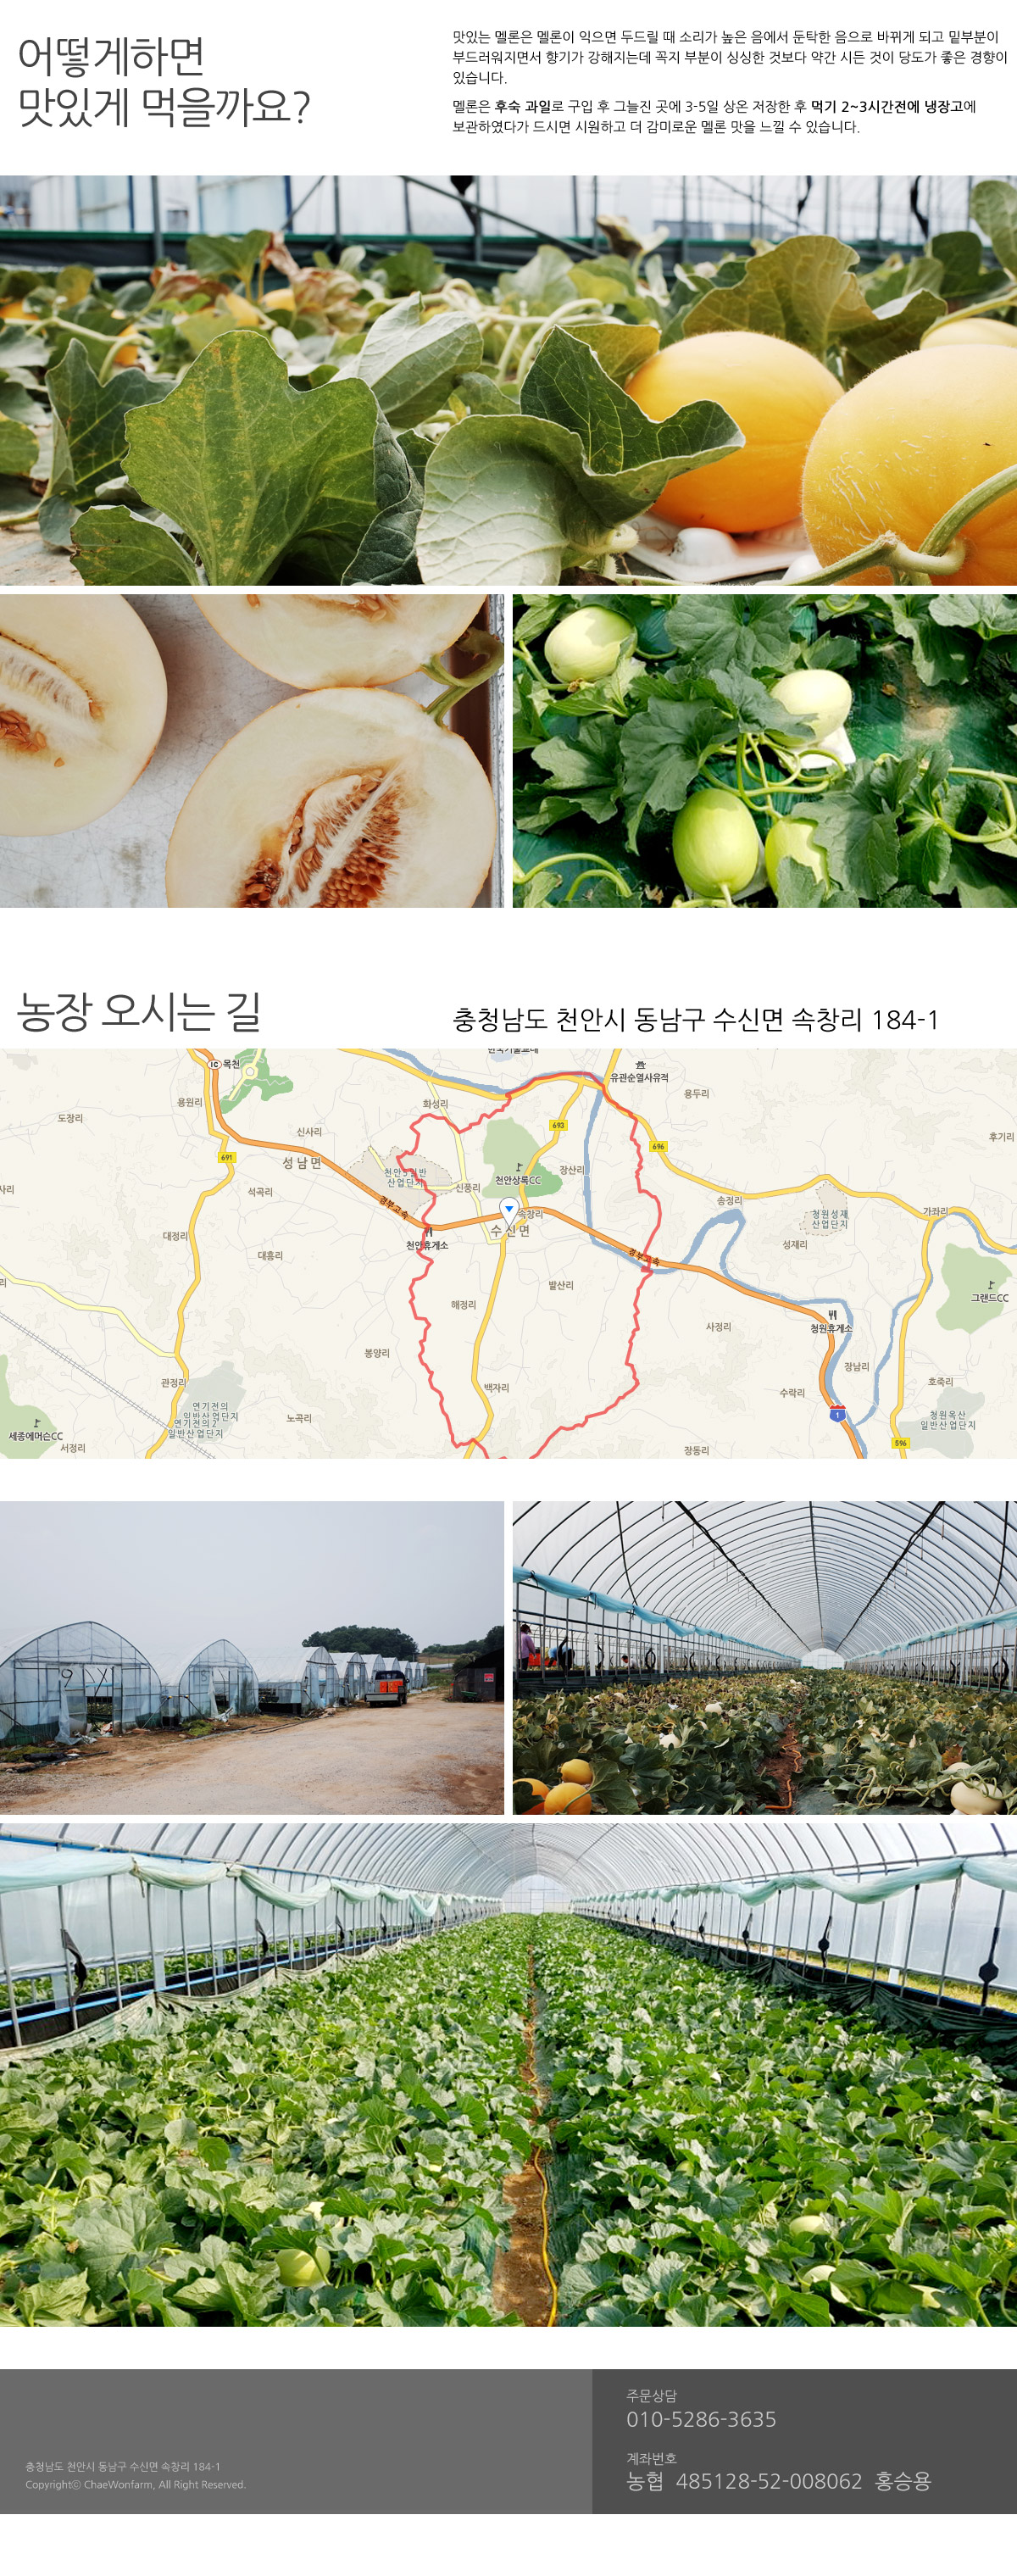 어떻게하면
맛있게 먹을까요?
맛있는 멜론은 멜론이 익으면 두드릴 때 소리가 높은 음에서 둔탁한 음으로 바뀌게 되고 밑부분이
부드러워지면서 향기가 강해지는데 꼭지 부분이 싱싱한 것보다 약간 시든 것이 당도가 좋은 경향이
있습니다.
멜론은 후숙 과일로 구입 후 그늘진 곳에 3-5일 상온 저장한 후 먹기 2~3시간전에 냉장고에
보관하였다가 드시면 시원하고 더 감미로운 멜론 맛을 느낄 수 있습니다.
농장 오시는 길
충청남도 천안시 동남구 수신면 속창리 184-1
IC 목천
유관순열사유적
용원리
화성리
용두리
도장리
693
신사리
696
후기리
691
성남면
천안5일반
산업단지
장산리
천안상록CC
신풍리
석곡리
송정리
청원성재
산업단지
가좌리
경부고속
속창리
수신면
대정리
천안휴게소
성재리
대흥리
경부고속
발산리
그랜드CC
해정리
사정리
청원휴게소
봉양리
장남리
관정리
백자리
수락리
호죽리
연기전의
일반산업단지
연기전의2
일반산업단지
노곡리
1
청원옥산
일반산업단지
세종에머슨CC
서정리
장동리
596
주문상담
010-5286-3635
계좌번호
농협 485128-52-008062 홍승용
충청남도 천안시 동남구 수신면 속창리 184-1
Copyrightⓒ ChaeWonfarm, All Right Reserved.